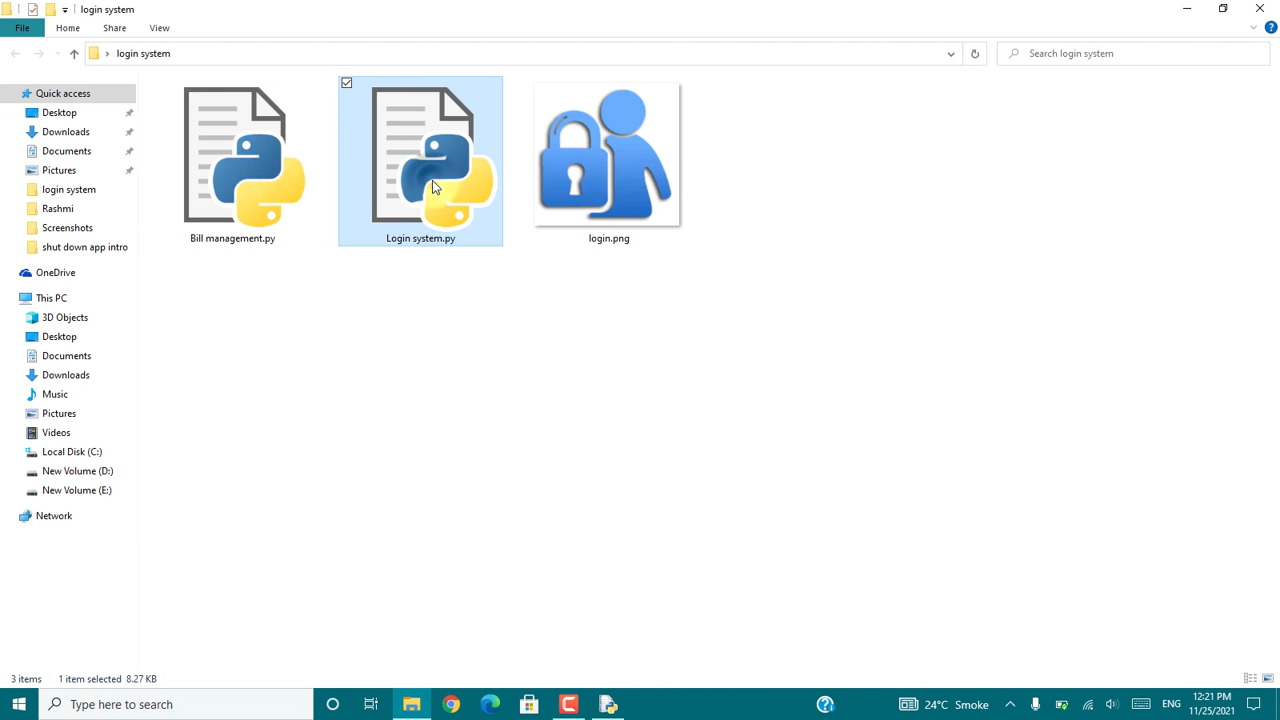 login system
File
Home
Share
View
login system
Search login system
Quick access
Desktop
Downloads
Documents
Pictures
login system
Rashmi
Screenshots
shut down app intro
OneDrive
This PC
3D Objects
Desktop
Documents
Downloads
Music
Pictures
Videos
Local Disk (C:)
New Volume (D:)
New Volume (E:)
Network
Bill management.py
Login system.py
login.png
3 items
1 item selected 8.27 KB
Type here to search
24°C Smoke
ENG
12:21 PM
11/25/2021